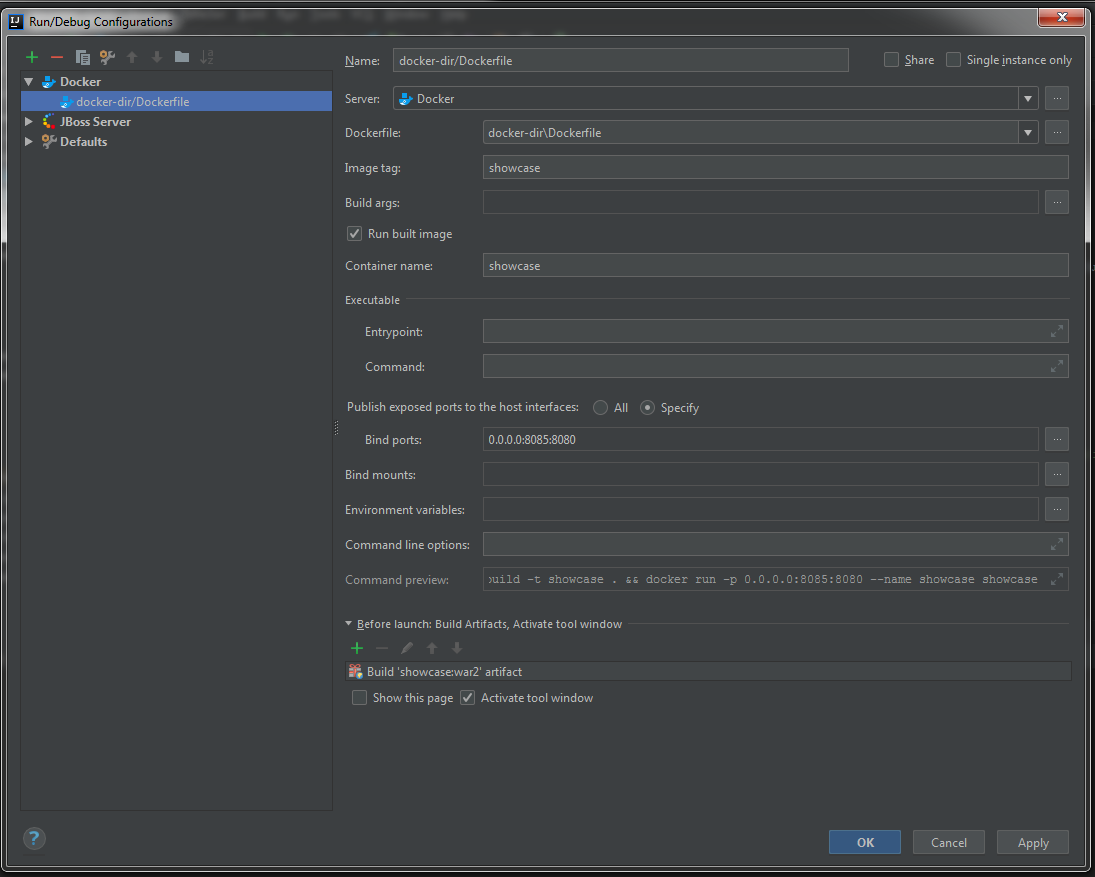 Run/Debug Configurations
Name: docker-dir/Dockerfile Share Single instance only
Docker
docker-dir/Dockerfile
JBoss Server
Defaults
Server: Docker ...
Dockerfile: docker-dir\Dockerfile ...
Image tag: showcase
Build args: ...
Run built image
Container name: showcase
Executable
Entrypoint:
Command:
Publish exposed ports to the host interfaces: All Specify
Bind ports: 0.0.0.0:8085:8080 ...
Bind mounts: ...
Environment variables: ...
Command line options:
Command preview: uild -t showcase . && docker run -p 0.0.0.0:8085:8080 --name showcase showcase
Before launch: Build Artifacts, Activate tool window
Build 'showcase:war2' artifact
Show this page Activate tool window
? OK Cancel Apply